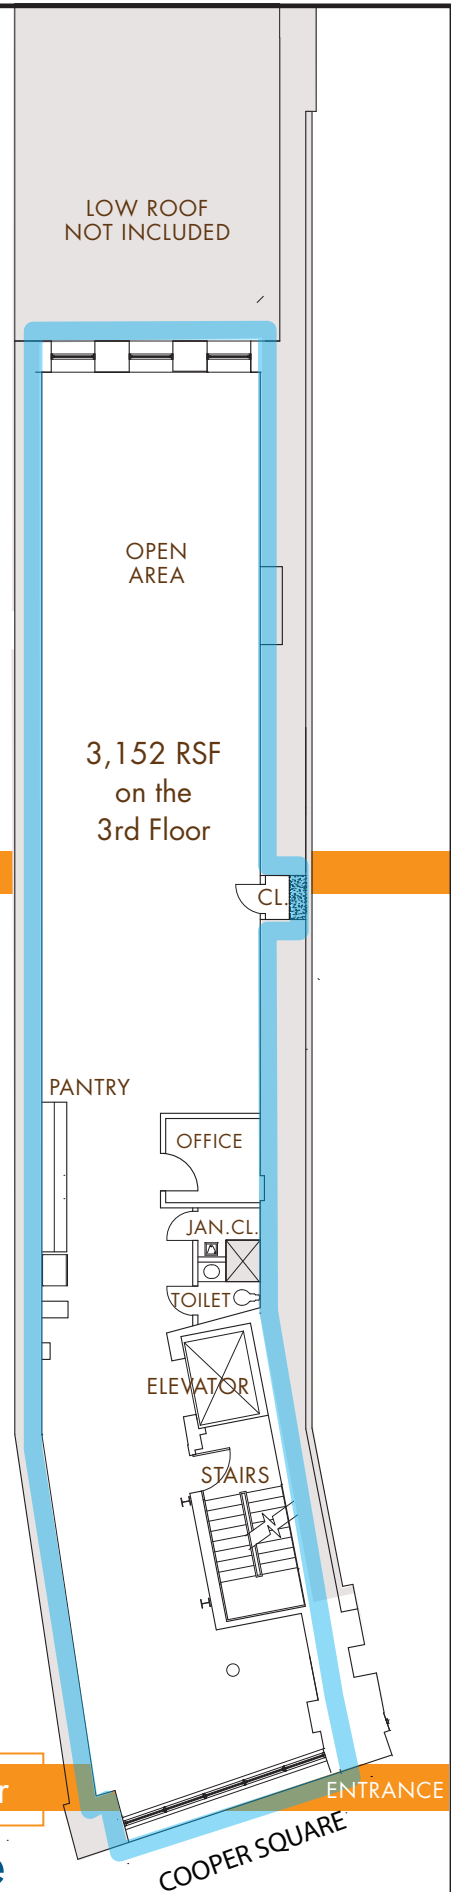 LOW ROOF
NOT INCLUDED
OPEN
AREA
3,152 RSF
on the
3rd Floor
CL.
PANTRY
OFFICE
JAN.CL.
TOILET
ELEVATOR
STAIRS
r
ENTRANCE
COOPER SQUARE
e